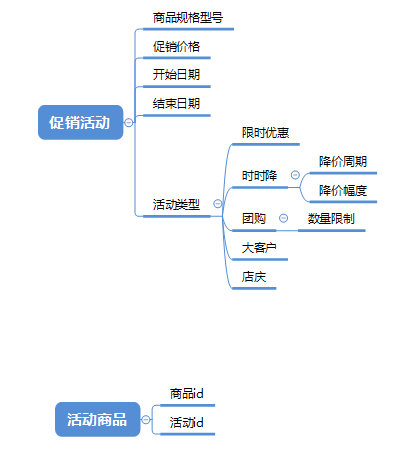 商品规格型号
促销价格
开始日期
结束日期
促销活动
活动类型
限时优惠
时时降
降价周期
降价幅度
团购
数量限制
大客户
店庆
活动商品
商品id
活动id